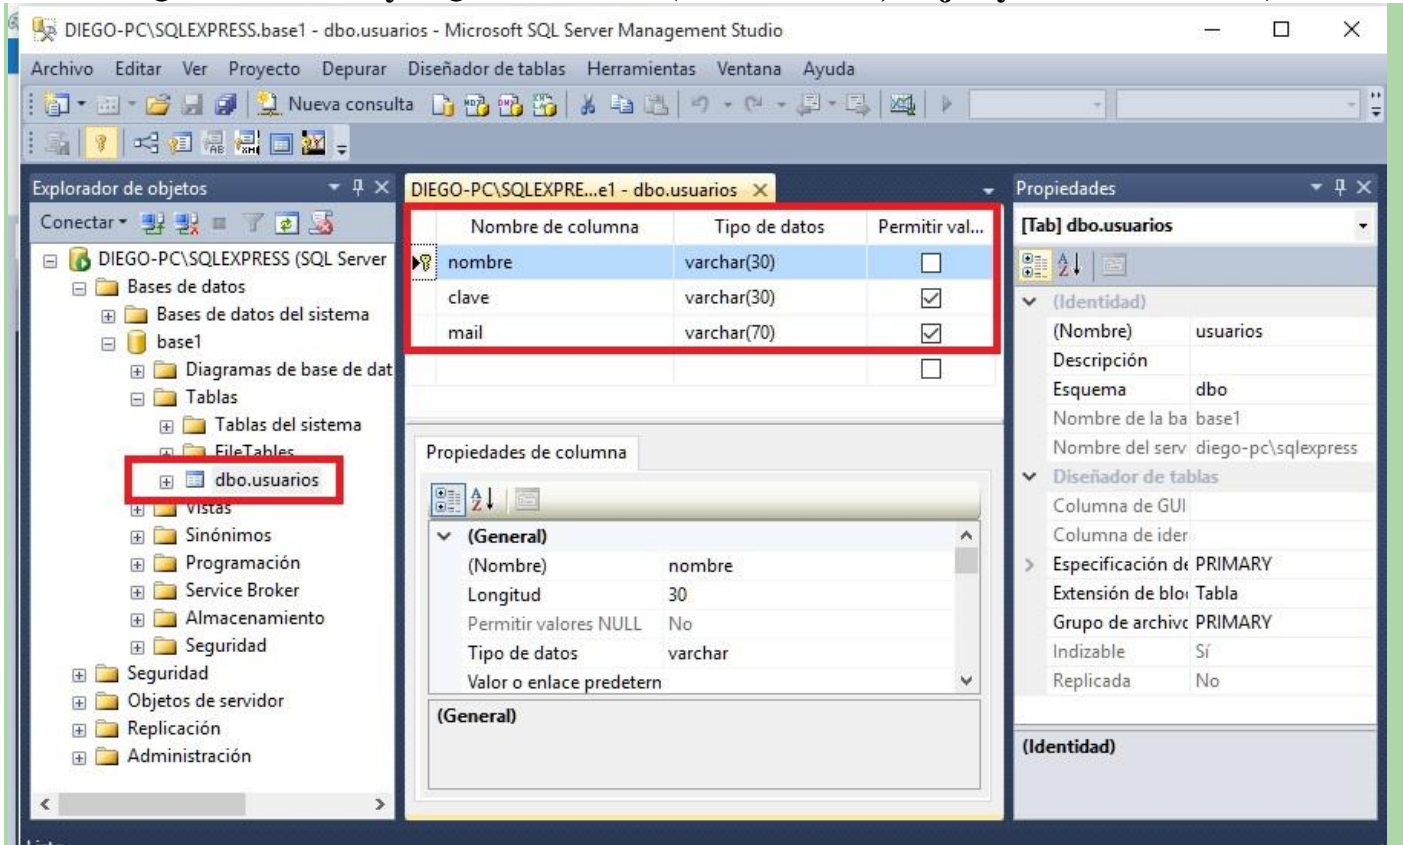 DIEGO-PC\SQLEXPRESS.base1 - dbo.usuarios - Microsoft SQL Server Management Studio
Archivo Editar Ver Proyecto Depurar Diseñador de tablas Herramientas Ventana Ayuda
Nueva consulta
Explorador de objetos
Conectar
DIEGO-PC\SQLEXPRESS (SQL Server
Bases de datos
Bases de datos del sistema
base1
Diagramas de base de dat
Tablas
Tablas del sistema
FileTables
dbo.usuarios
Vistas
Sinónimos
Programación
Service Broker
Almacenamiento
Seguridad
Seguridad
Objetos de servidor
Replicación
Administración
DIEGO-PC\SQLEXPRE...e1 - dbo.usuarios
Nombre de columna Tipo de datos Permitir val...
nombre varchar(30)
clave varchar(30)
mail varchar(70)
Propiedades de columna
(General)
(Nombre) nombre
Longitud 30
Permitir valores NULL No
Tipo de datos varchar
Valor o enlace predetern
(General)
Propiedades
[Tab] dbo.usuarios
(Identidad)
(Nombre) usuarios
Descripción
Esquema dbo
Nombre de la ba base1
Nombre del serv diego-pc\sqlexpress
Diseñador de tablas
Columna de GUI
Columna de iden
Especificación de PRIMARY
Extensión de bloc Tabla
Grupo de archivo PRIMARY
Indizable Sí
Replicada No
(Identidad)